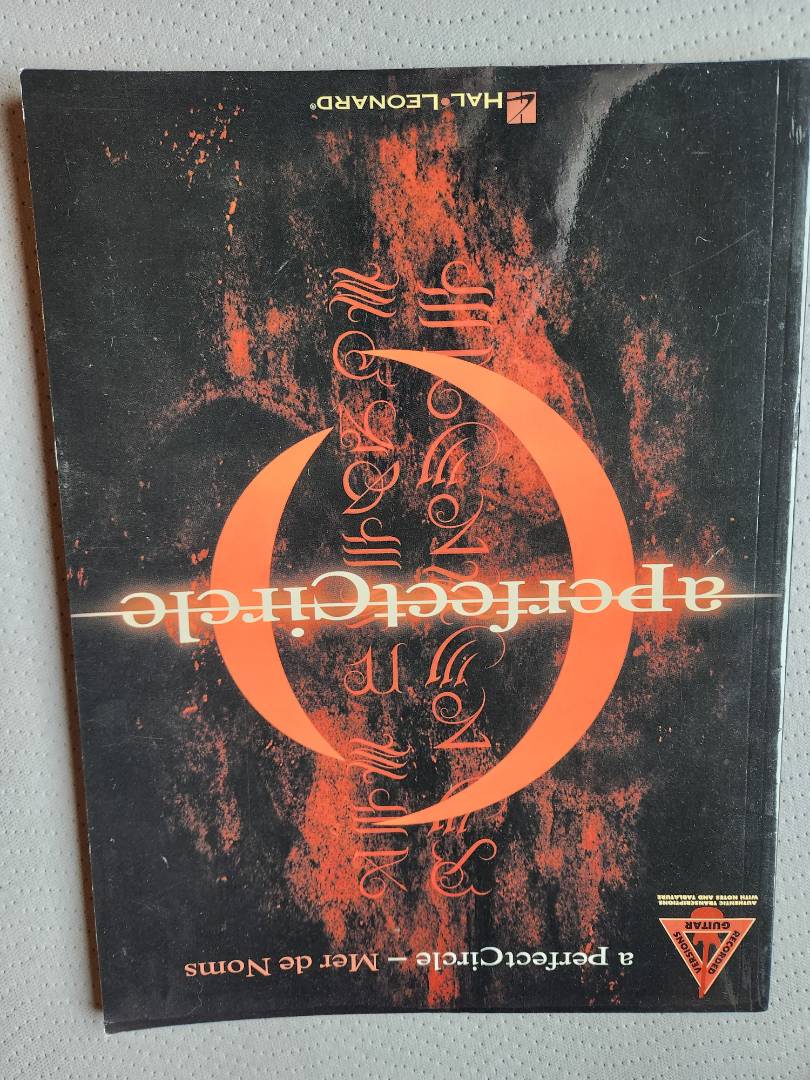 a perfectCircle – Mer de Noms
RECORDED
VERSIONS
GUITAR
AUTHENTIC TRANSCRIPTIONS
WITH NOTES AND TABLATURE
aperfectCircle
HAL•LEONARD®